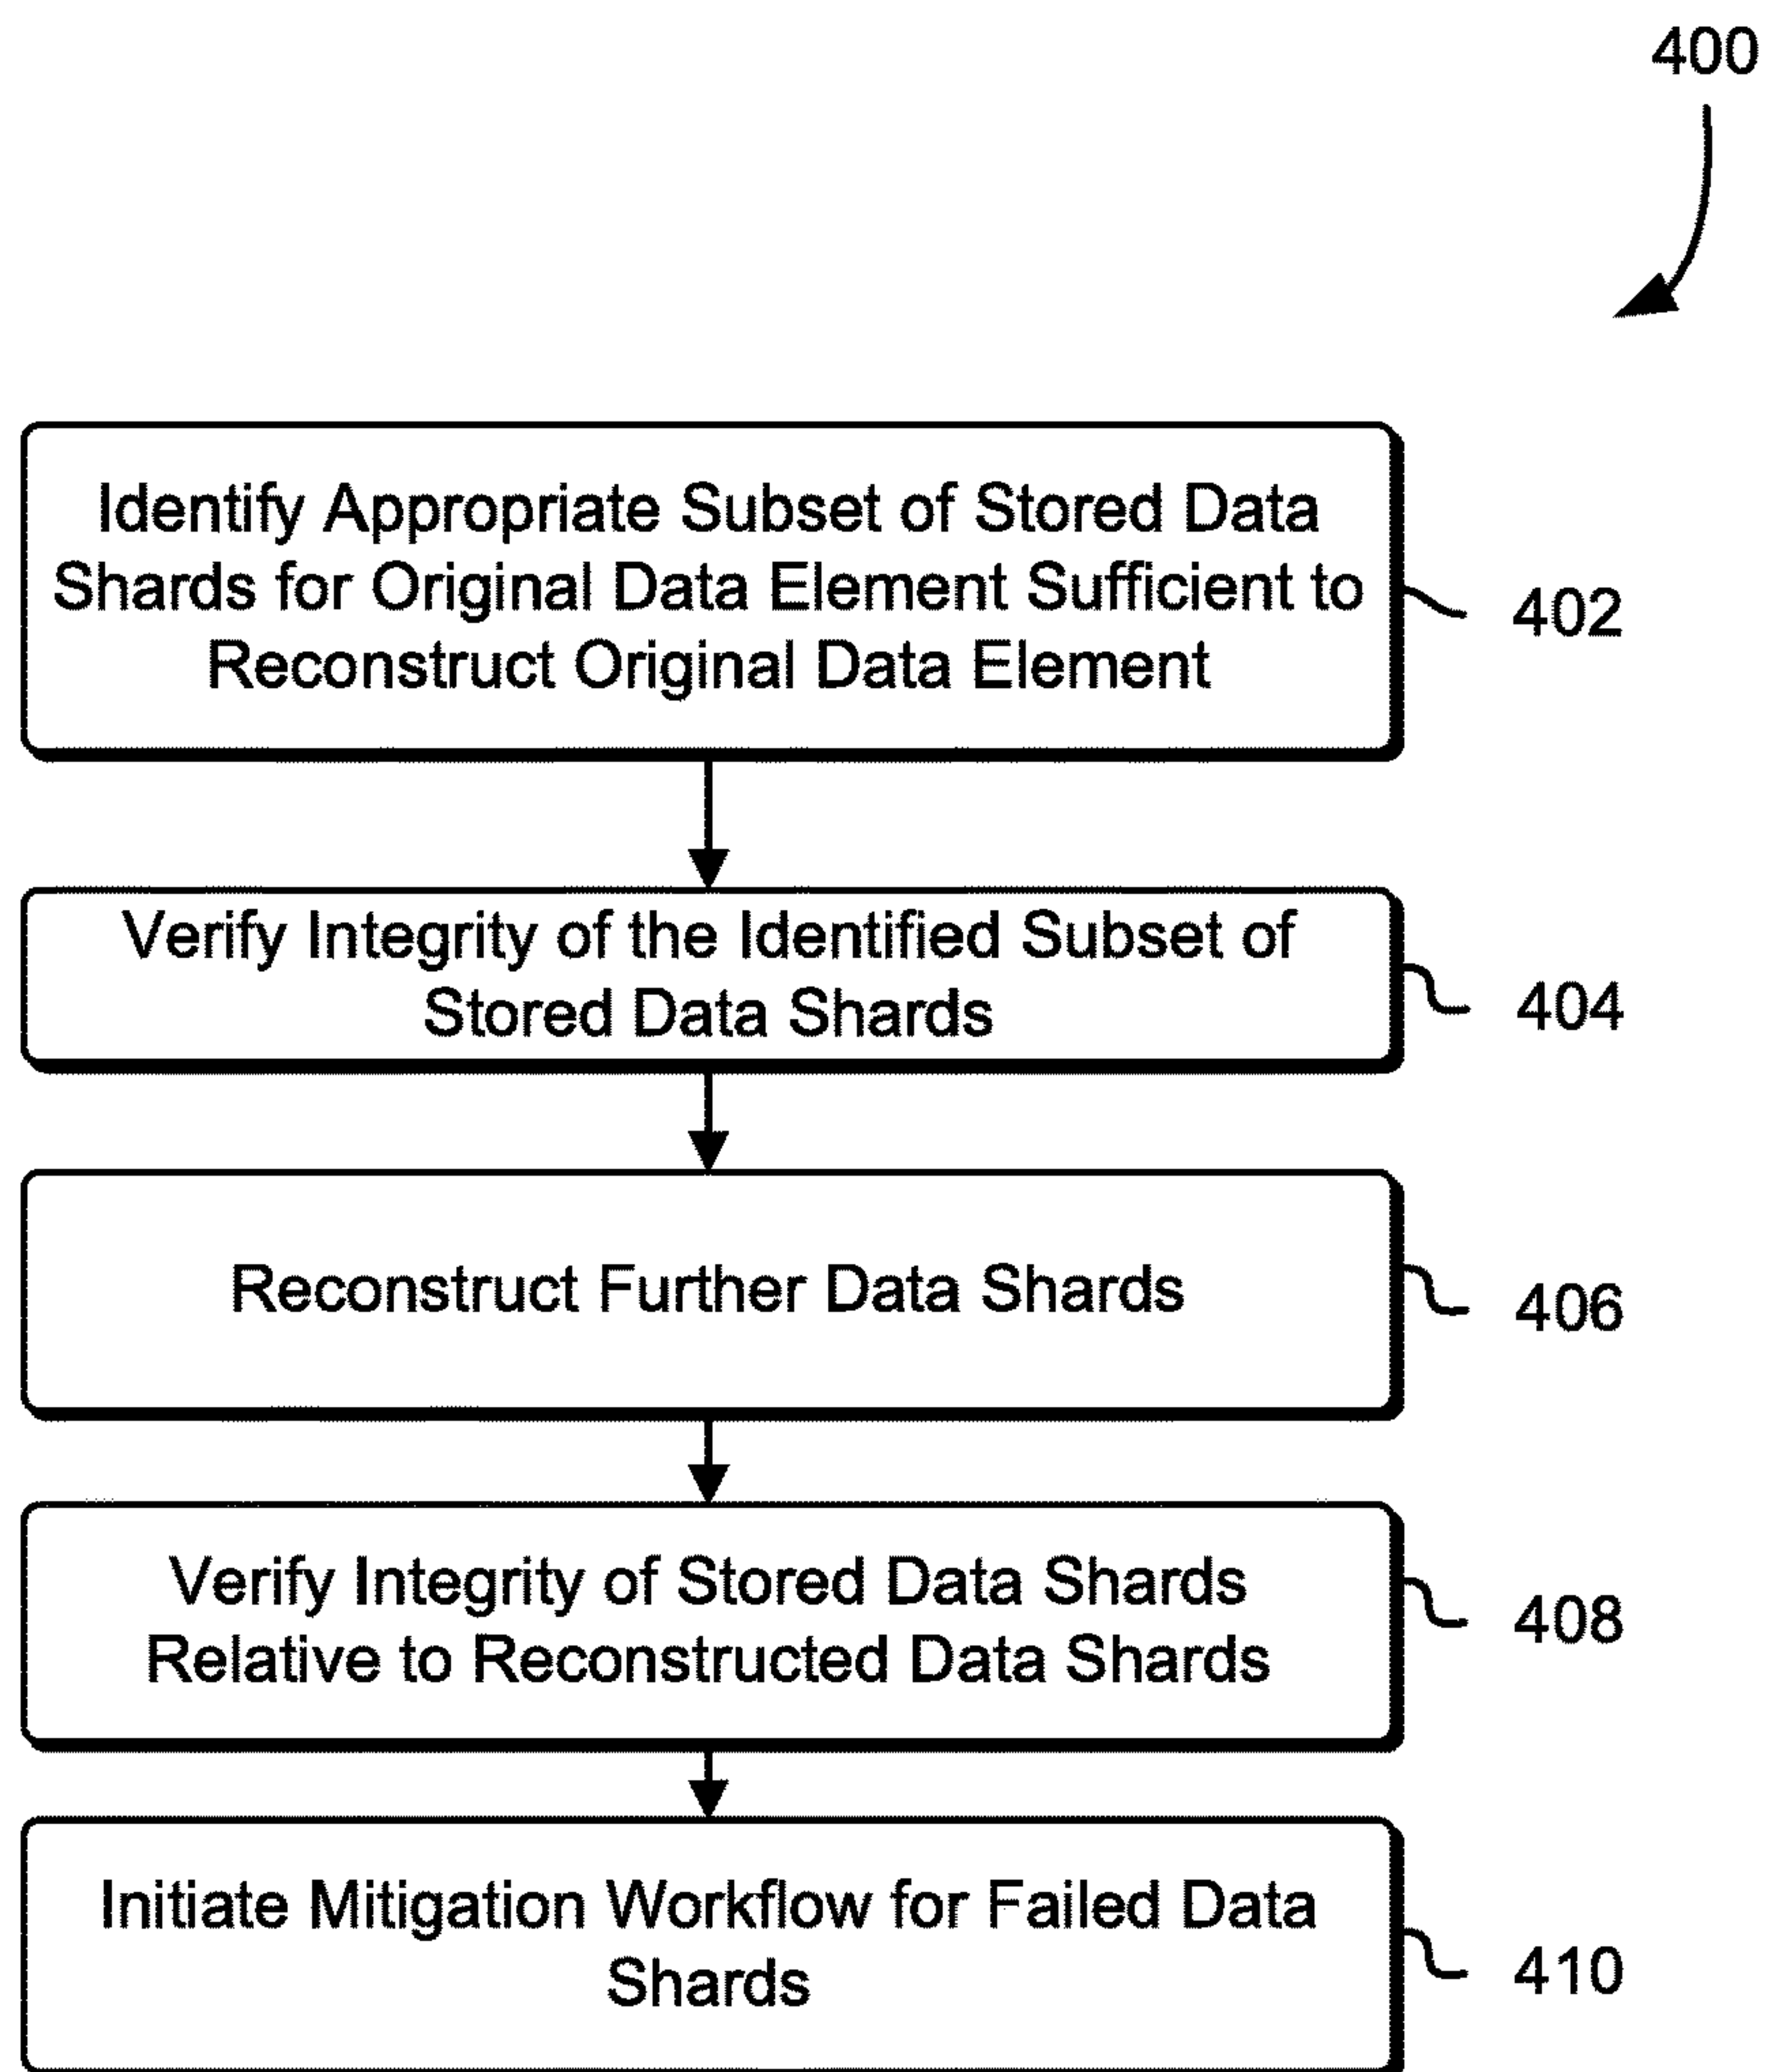 400
Identify Appropriate Subset of Stored Data
Shards for Original Data Element Sufficient to
Reconstruct Original Data Element
402
Verify Integrity of the Identified Subset of
Stored Data Shards
404
Reconstruct Further Data Shards
406
Verify Integrity of Stored Data Shards
Relative to Reconstructed Data Shards
408
Initiate Mitigation Workflow for Failed Data
Shards
410